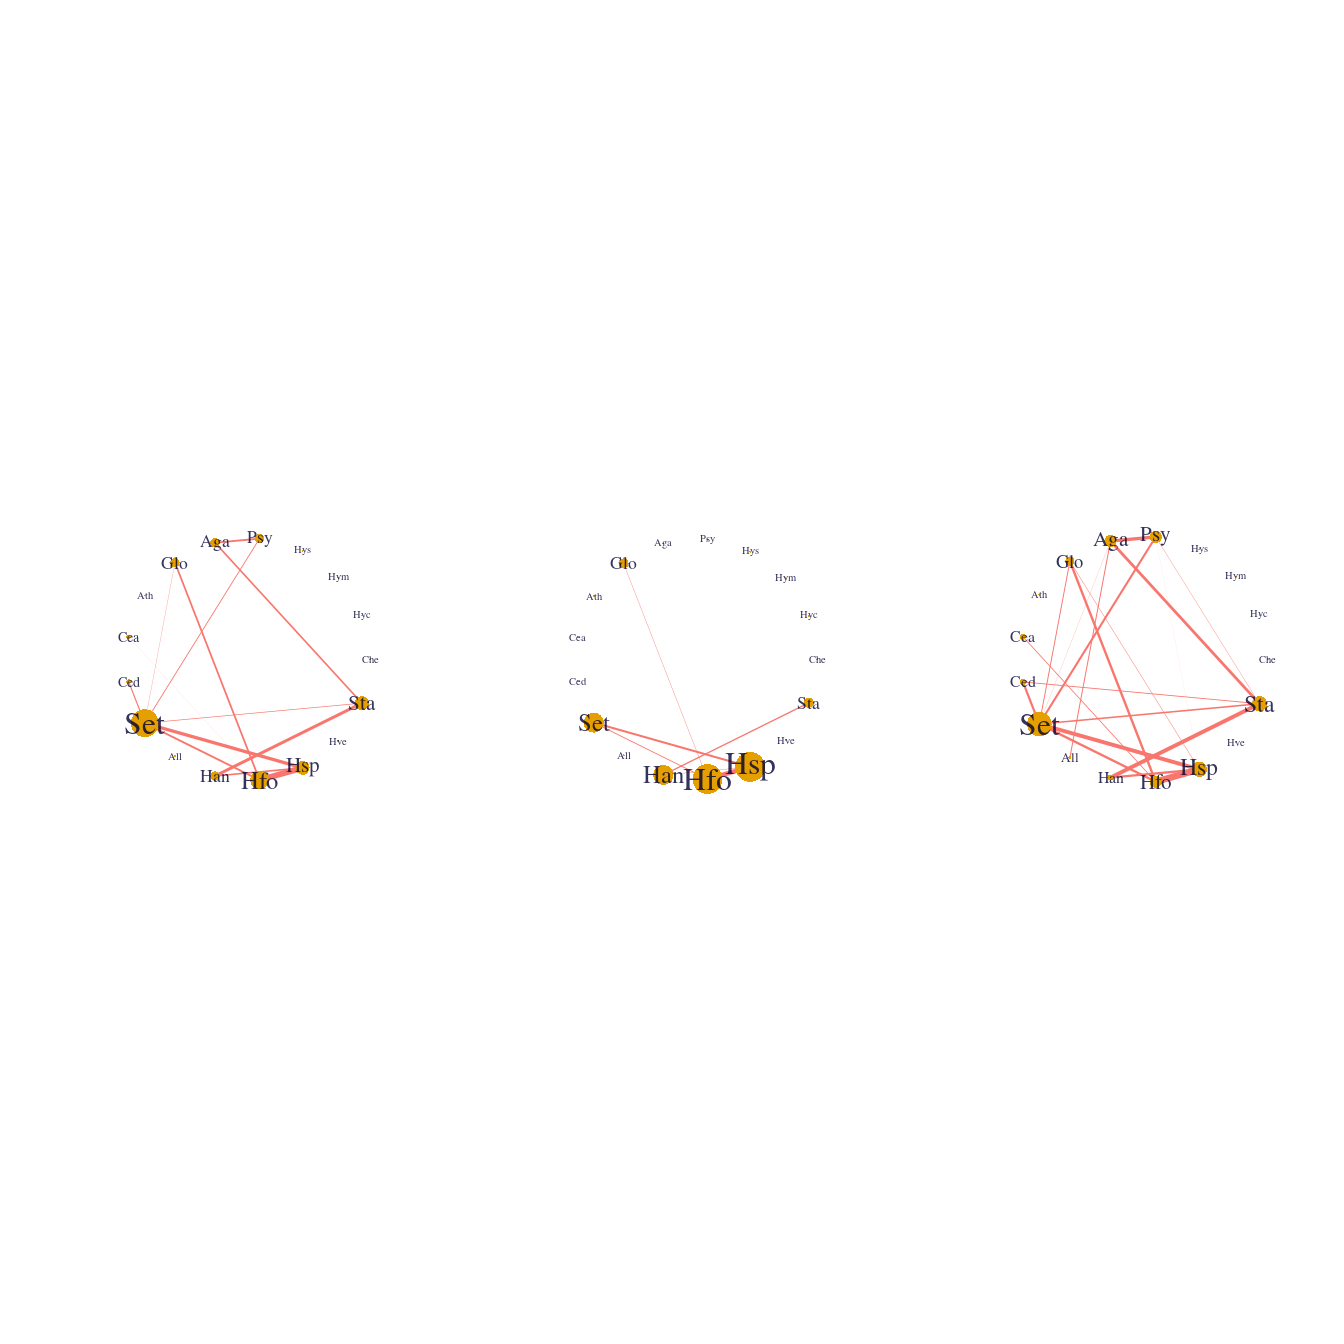 Psy
Aga
Hys
Glo
Hym
Ath
Hyc
Cea
Che
Ced
Sta
Set
Hve
All
Hsp
Han
Hfo
Psy
Aga
Hys
Glo
Hym
Ath
Hyc
Cea
Che
Ced
Sta
Set
Hve
All
Hsp
Han
Hfo
Psy
Aga
Hys
Glo
Hym
Ath
Hyc
Cea
Che
Ced
Sta
Set
Hve
All
Hsp
Han
Hfo